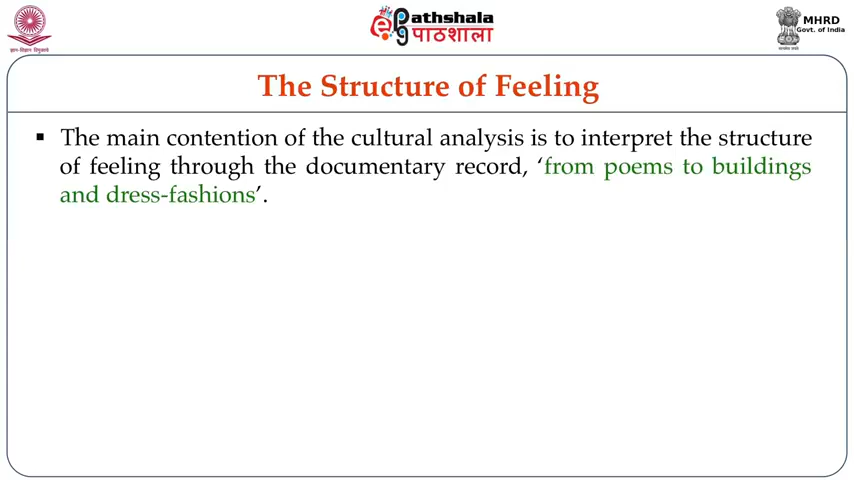 ePathshala
पाठशाला
MHRD
Govt. of India
The Structure of Feeling
▪ The main contention of the cultural analysis is to interpret the structure
of feeling through the documentary record, ‘from poems to buildings
and dress-fashions’.